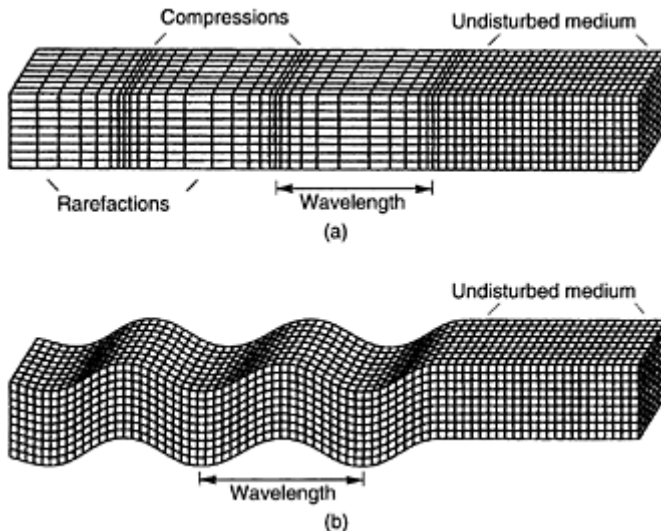 Compressions
Undisturbed medium
Rarefactions
Wavelength
(a)
Undisturbed medium
Wavelength
(b)